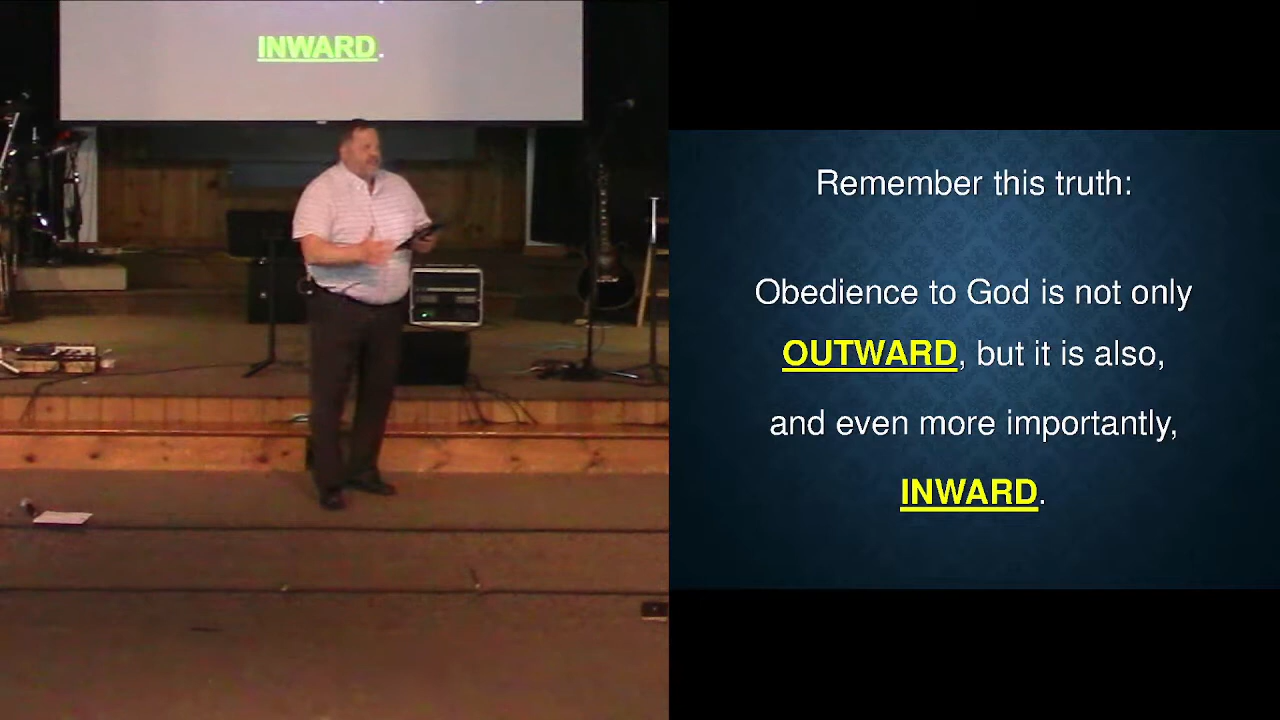 INWARD.
Remember this truth:
Obedience to God is not only
OUTWARD, but it is also,
and even more importantly,
INWARD.